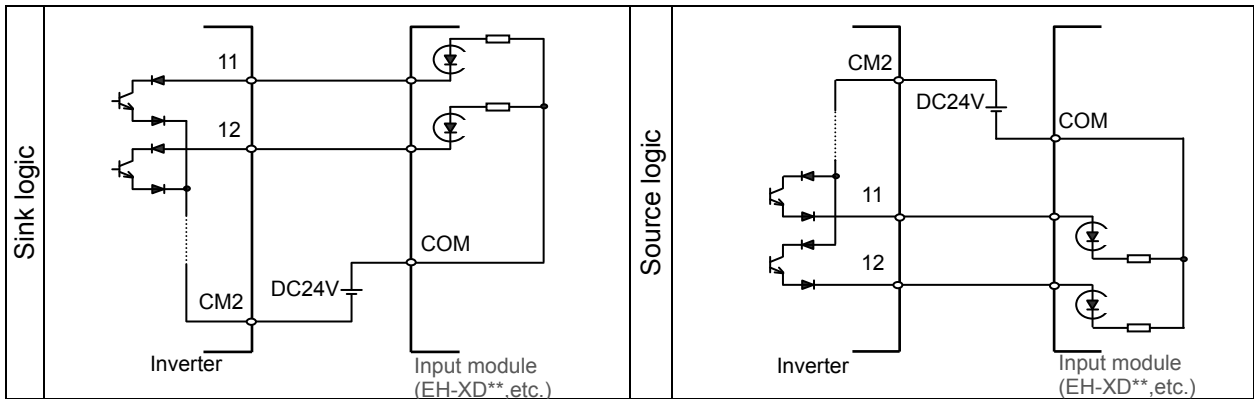 Sink logic
11
12
COM
DC24V
CM2
Inverter
Input module
(EH-XD**,etc.)
Source logic
CM2
DC24V
COM
11
12
Inverter
Input module
(EH-XD**,etc.)